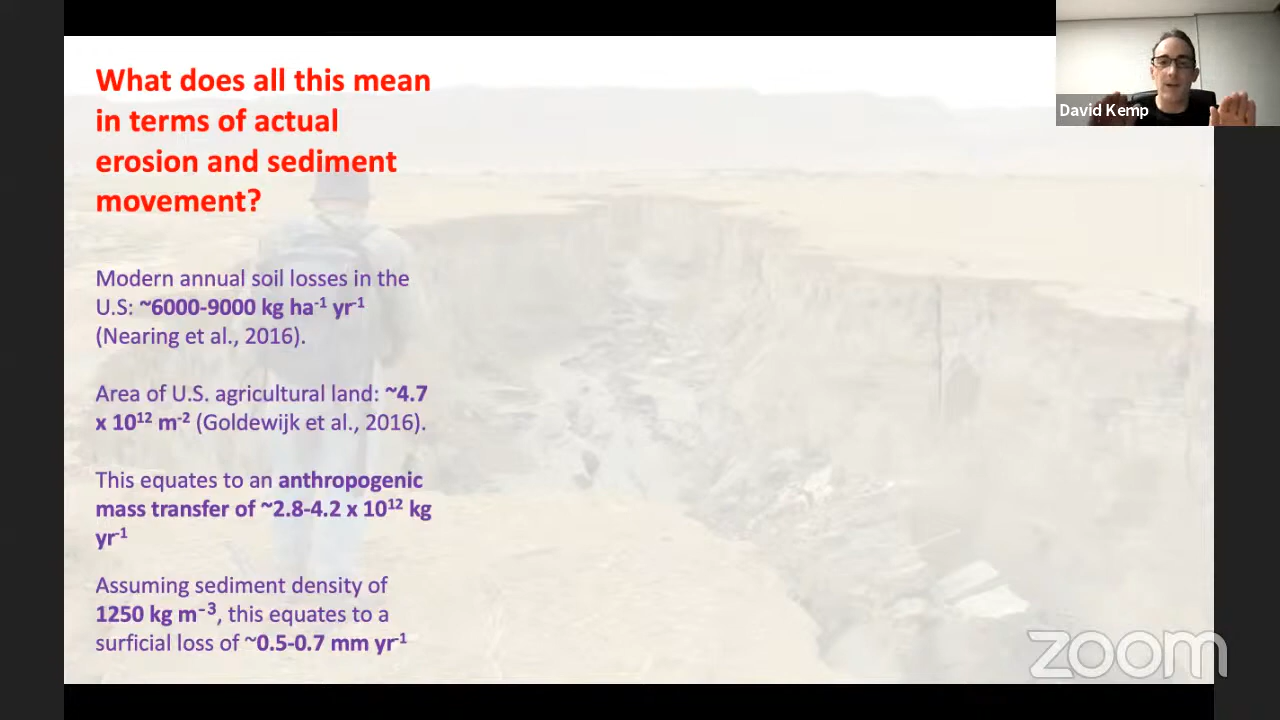 What does all this mean
in terms of actual
erosion and sediment
movement?
Modern annual soil losses in the
U.S: ~6000-9000 kg ha⁻¹ yr⁻¹
(Nearing et al., 2016).
Area of U.S. agricultural land: ~4.7
x 10¹² m⁻² (Goldewijk et al., 2016).
This equates to an anthropogenic
mass transfer of ~2.8-4.2 x 10¹² kg
yr⁻¹
Assuming sediment density of
1250 kg m⁻³, this equates to a
surficial loss of ~0.5-0.7 mm yr⁻¹
David Kemp
zoom